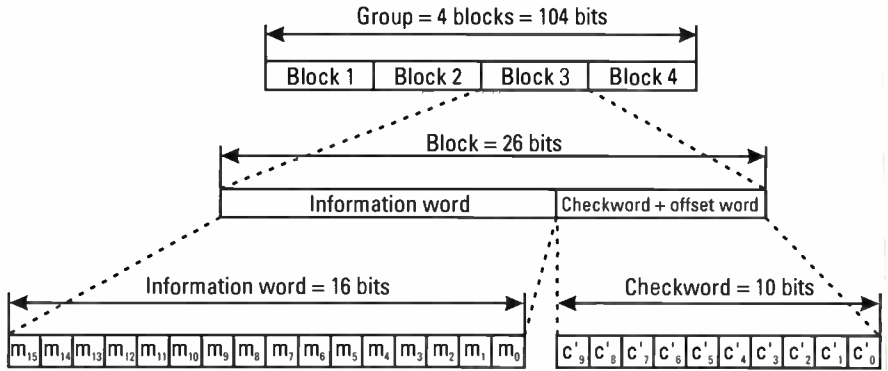 Group = 4 blocks = 104 bits
Block 1 Block 2 Block 3 Block 4
Block = 26 bits
Information word Checkword + offset word
Information word = 16 bits Checkword = 10 bits
m₁₅ m₁₄ m₁₃ m₁₂ m₁₁ m₁₀ m₉ m₈ m₇ m₆ m₅ m₄ m₃ m₂ m₁ m₀ c'₉ c'₈ c'₇ c'₆ c'₅ c'₄ c'₃ c'₂ c'₁ c'₀